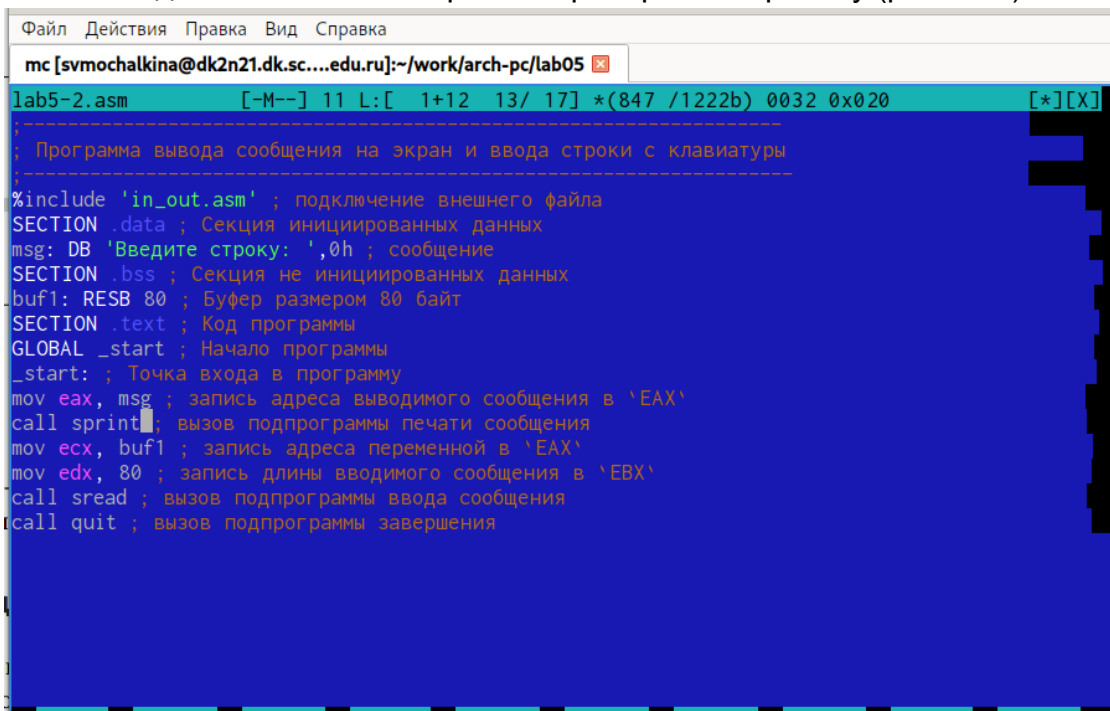 Файл Действия Правка Вид Справка
mc [svmochalkina@dk2n21.dk.sc....edu.ru]:~/work/arch-pc/lab05
lab5-2.asm [-M--] 11 L:[ 1+12 13/ 17] *(847 /1222b) 0032 0x020 [*][X]
;--------------------------------------------------------------------
; Программа вывода сообщения на экран и ввода строки с клавиатуры
;---------------------------------------------------------------------
%include 'in_out.asm' ; подключение внешнего файла
SECTION .data ; Секция инициированных данных
msg: DB 'Введите строку: ',0h ; сообщение
SECTION .bss ; Секция не инициированных данных
buf1: RESB 80 ; Буфер размером 80 байт
SECTION .text ; Код программы
GLOBAL _start ; Начало программы
_start: ; Точка входа в программу
mov eax, msg ; запись адреса выводимого сообщения в `EAX`
call sprint ; вызов подпрограммы печати сообщения
mov ecx, buf1 ; запись адреса переменной в `EAX`
mov edx, 80 ; запись длины вводимого сообщения в `EBX`
call sread ; вызов подпрограммы ввода сообщения
call quit ; вызов подпрограммы завершения